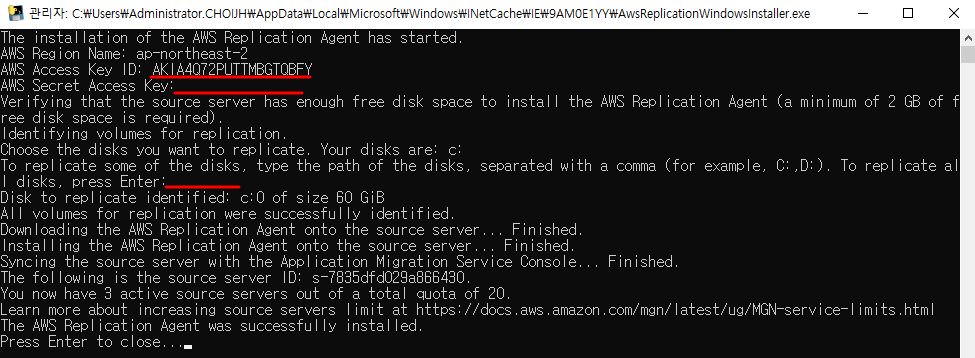 관리자: C:₩Users₩Administrator.CHOIJH₩AppData₩Local₩Microsoft₩Windows₩INetCache₩IE₩9AM0E1YY₩AwsReplicationWindowsInstaller.exe
The installation of the AWS Replication Agent has started.
AWS Region Name: ap-northeast-2
AWS Access Key ID: AKIA4Q72PUTTMBGTQBFY
AWS Secret Access Key:
Verifying that the source server has enough free disk space to install the AWS Replication Agent (a minimum of 2 GB of f
ree disk space is required).
Identifying volumes for replication.
Choose the disks you want to replicate. Your disks are: c:
To replicate some of the disks, type the path of the disks, separated with a comma (for example, C:,D:). To replicate al
l disks, press Enter:
Disk to replicate identified: c:0 of size 60 GiB
All volumes for replication were successfully identified.
Downloading the AWS Replication Agent onto the source server... Finished.
Installing the AWS Replication Agent onto the source server... Finished.
Syncing the source server with the Application Migration Service Console... Finished.
The following is the source server ID: s-7835dfd029a866430.
You now have 3 active source servers out of a total quota of 20.
Learn more about increasing source servers limit at https://docs.aws.amazon.com/mgn/latest/ug/MGN-service-limits.html
The AWS Replication Agent was successfully installed.
Press Enter to close...